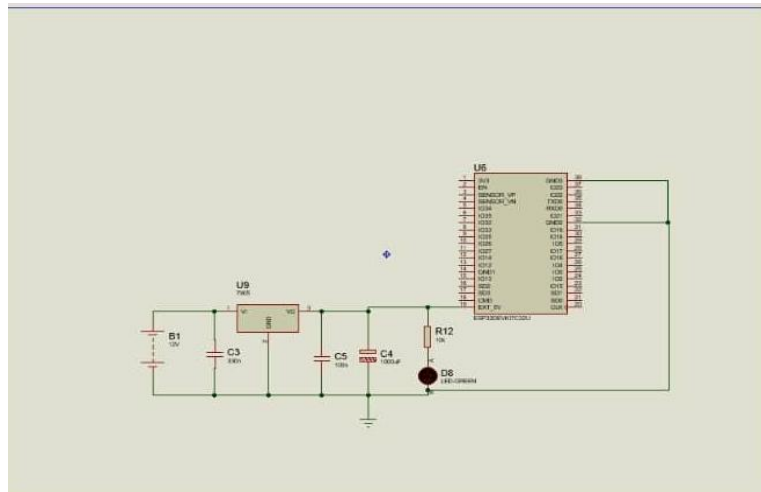 U6
1 3V3 GND3 38
2 EN IO23 37
3 SENSOR_VP IO22 36
4 SENSOR_VN TXD0 35
5 IO34 RXD0 34
6 IO35 IO21 33
7 IO32 GND2 32
8 IO33 IO19 31
9 IO25 IO18 30
10 IO26 IO5 29
11 IO27 IO17 28
12 IO14 IO16 27
13 IO12 IO4 26
14 GND1 IO0 25
15 IO13 IO2 24
16 SD2 IO15 23
17 SD3 SD1 22
18 CMD SD0 21
19 EXT_5V CLK 20
U9
7805
1 VI VO 3
GND
2
B1
12V
C3
C5
100n
C4
1000uF
R12
10k
D8
LED-GREEN